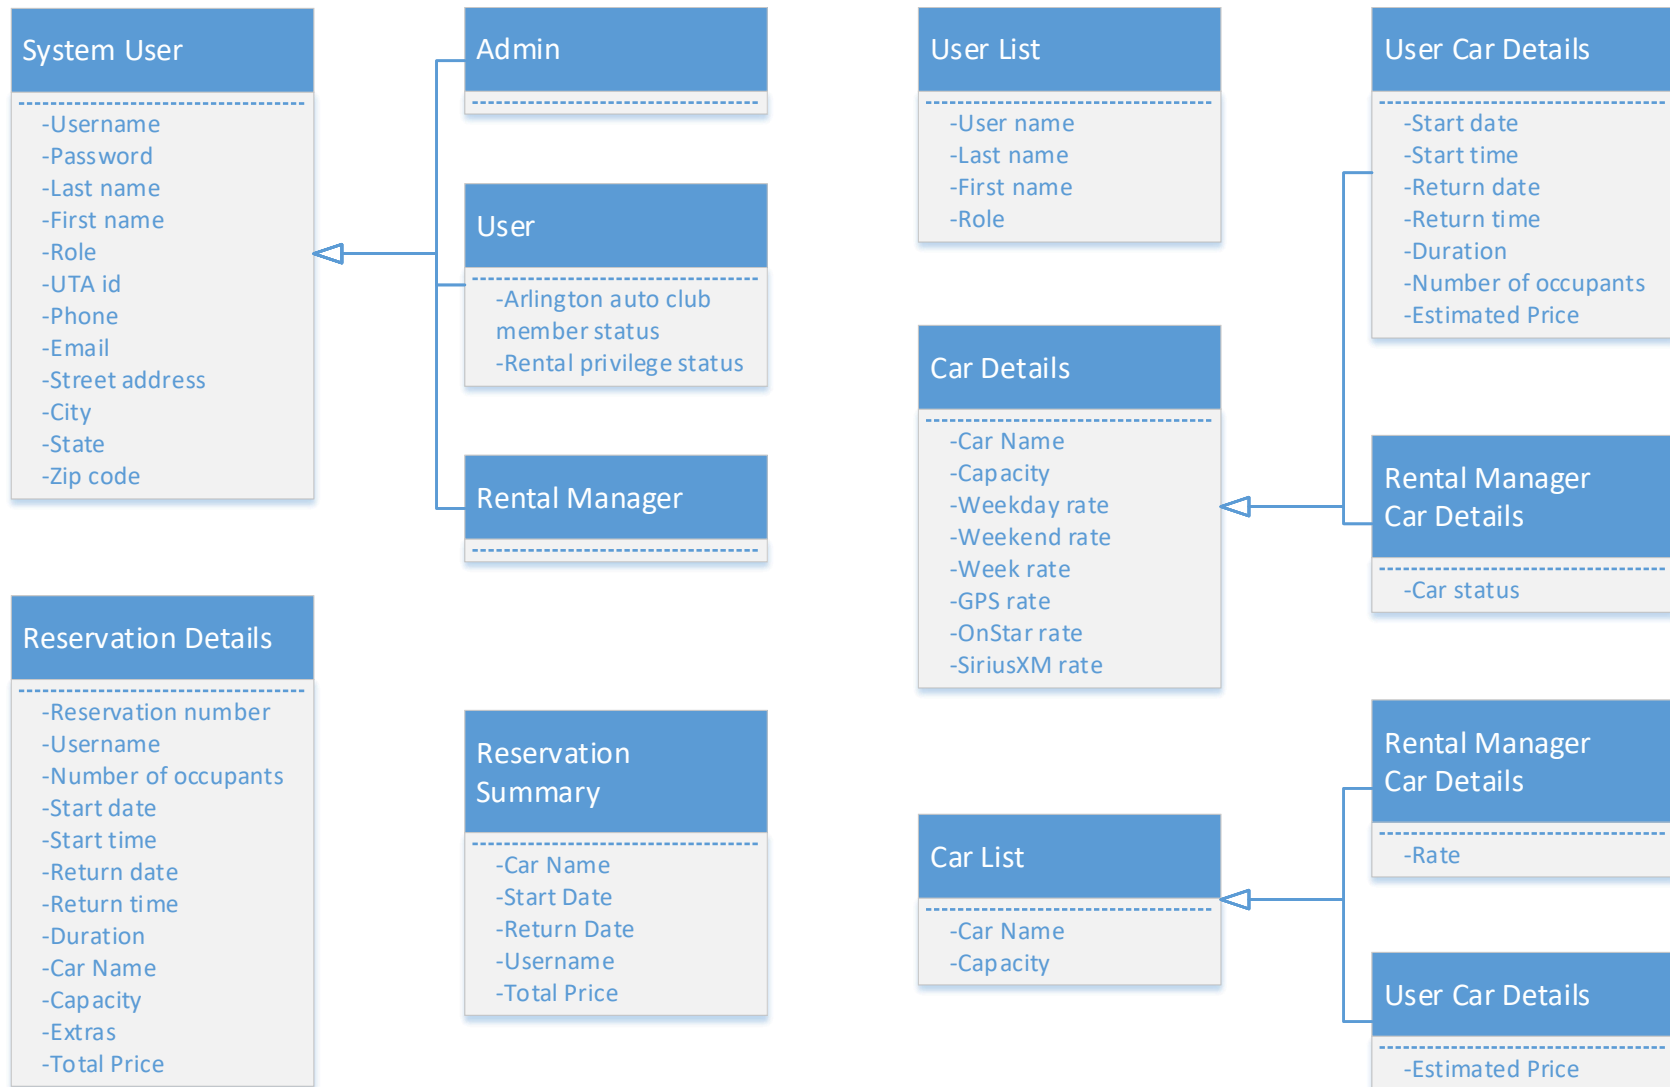 System User
-Username
-Password
-Last name
-First name
-Role
-UTA id
-Phone
-Email
-Street address
-City
-State
-Zip code
Admin
User
-Arlington auto club
member status
-Rental privilege status
Rental Manager
Reservation Details
-Reservation number
-Username
-Number of occupants
-Start date
-Start time
-Return date
-Return time
-Duration
-Car Name
-Capacity
-Extras
-Total Price
Reservation
Summary
-Car Name
-Start Date
-Return Date
-Username
-Total Price
User List
-User name
-Last name
-First name
-Role
Car Details
-Car Name
-Capacity
-Weekday rate
-Weekend rate
-Week rate
-GPS rate
-OnStar rate
-SiriusXM rate
User Car Details
-Start date
-Start time
-Return date
-Return time
-Duration
-Number of occupants
-Estimated Price
Rental Manager
Car Details
-Car status
Car List
-Car Name
-Capacity
Rental Manager
Car Details
-Rate
User Car Details
-Estimated Price